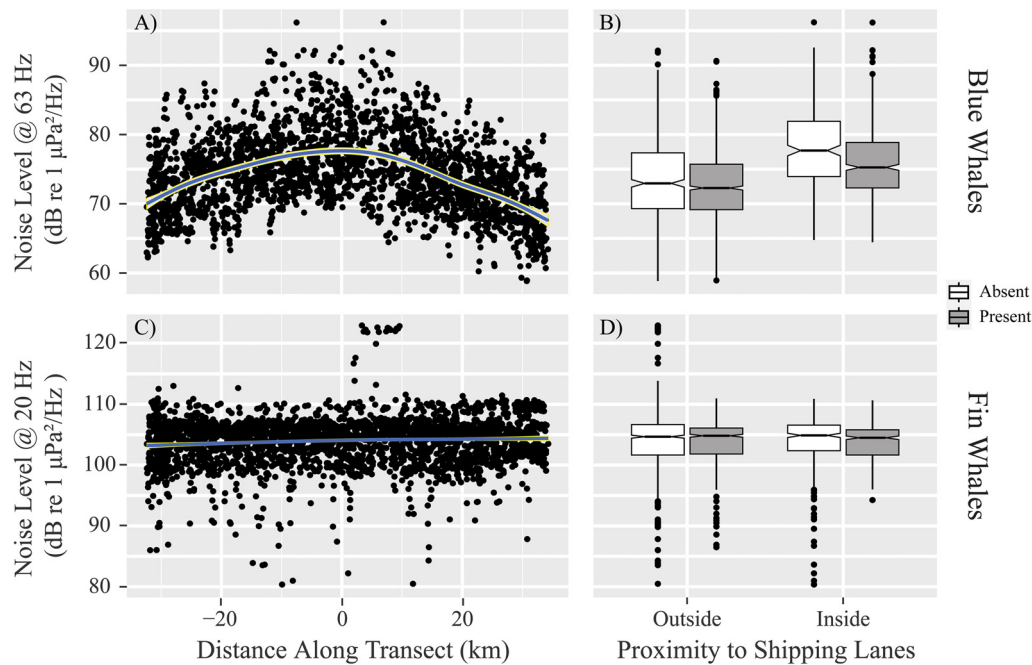 A)
B)
Noise Level @ 63 Hz
(dB re 1 μPa²/Hz)
90
80
70
60
Blue Whales
Absent
Present
C)
D)
Noise Level @ 20 Hz
(dB re 1 μPa²/Hz )
120
110
100
90
80
Fin Whales
−20
0
20
Outside
Inside
Distance Along Transect (km)
Proximity to Shipping Lanes